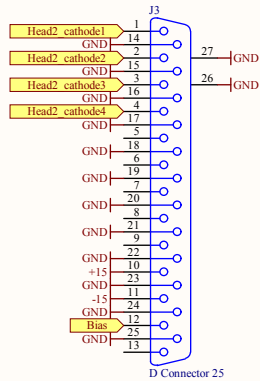 J3
Head2_cathode1 1
GND 14
Head2_cathode2 2
27 GND
GND 15
Head2_cathode3 3
26 GND
GND 16
Head2_cathode4 4
GND 17
5
GND 18
6
GND 19
7
GND 20
8
GND 21
9
GND 22
+15 10
GND 23
-15 11
GND 24
Bias 12
GND 25
13
D Connector 25